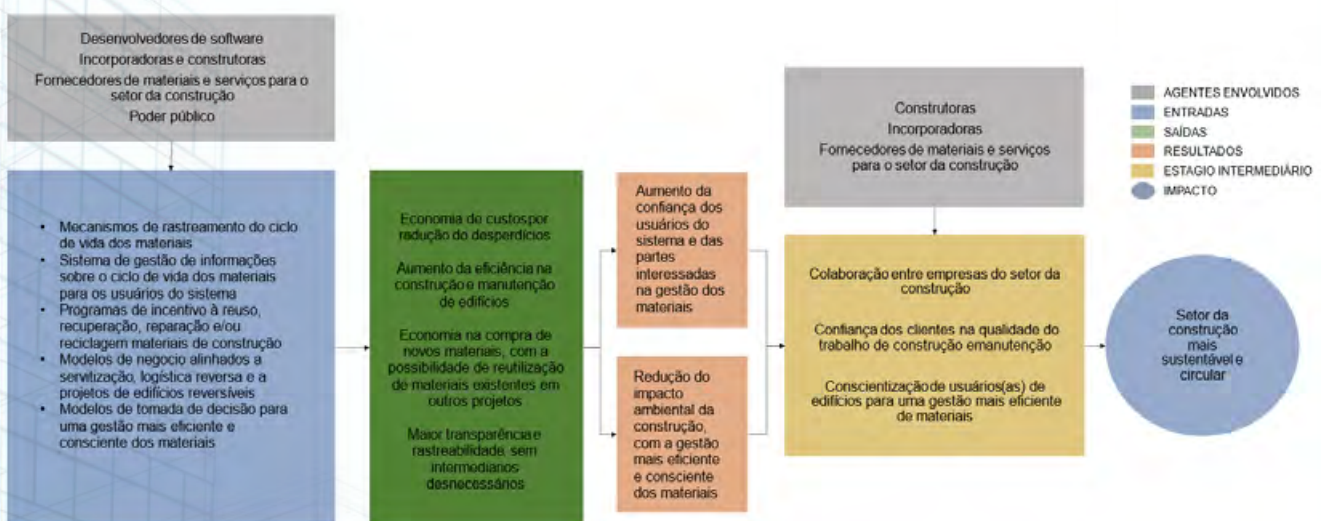 Desenvolvedores de software
Incorporadoras e construtoras
Fornecedores de materiais e serviços para o
setor da construção
Poder público
• Mecanismos de rastreamento do ciclo
de vida dos materiais
• Sistema de gestão de informações
sobre o ciclo de vida dos materiais
para os usuários do sistema
• Programas de incentivo à reuso,
recuperação, reparação e/ou
reciclagem materiais de construção
• Modelos de negocio alinhados a
servitização, logística reversa e a
projetos de edifícios reversíveis
• Modelos de tomada de decisão para
uma gestão mais eficiente e
consciente dos materiais
Economia de custos por
redução do desperdícios
Aumento da eficiência na
construção e manutenção
de edifícios
Economia na compra de
novos materiais, com a
possibilidade de reutilização
de materiais existentes em
outros projetos
Maior transparência e
rastreabilidade, sem
intermediarios
desnecessários
Aumento da
confiança dos
usuários do
sistema e das
partes
interessadas
na gestão dos
materiais
Redução do
impacto
ambiental da
construção,
com a gestão
mais eficiente
e consciente
dos materiais
Construtoras
Incorporadoras
Fornecedores de materiais e serviços
para o setor da construção
Colaboração entre empresas do setor da
construção
Confiança dos clientes na qualidade do
trabalho de construção emanutenção
Conscientização de usuários(as) de
edifícios para uma gestão mais eficiente
de materiais
Setor da
construção
mais
sustentável e
circular
AGENTES ENVOLVIDOS
ENTRADAS
SAÍDAS
RESULTADOS
ESTAGIO INTERMEDIÁRIO
IMPACTO